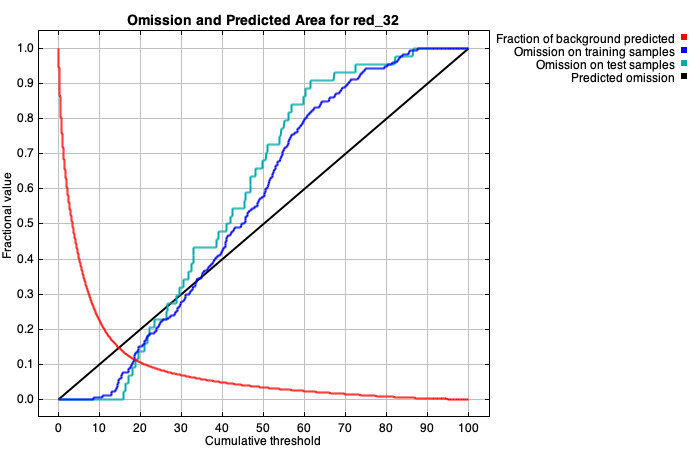 Omission and Predicted Area for red_32
Fraction of background predicted
Omission on training samples
Omission on test samples
Predicted omission
Fractional value
1.0
0.9
0.8
0.7
0.6
0.5
0.4
0.3
0.2
0.1
0.0
0 10 20 30 40 50 60 70 80 90 100
Cumulative threshold